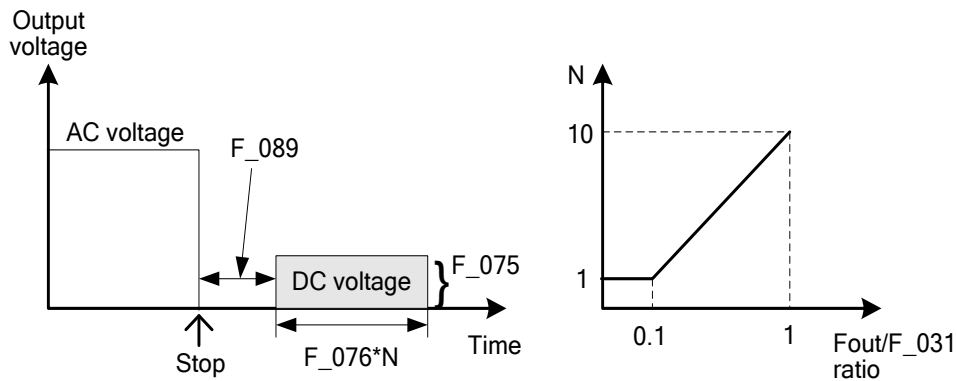 Output
voltage
AC voltage
F_089
DC voltage
}
F_075
Stop
F_076*N
Time
N
10
1
0.1
1
Fout/F_031
ratio